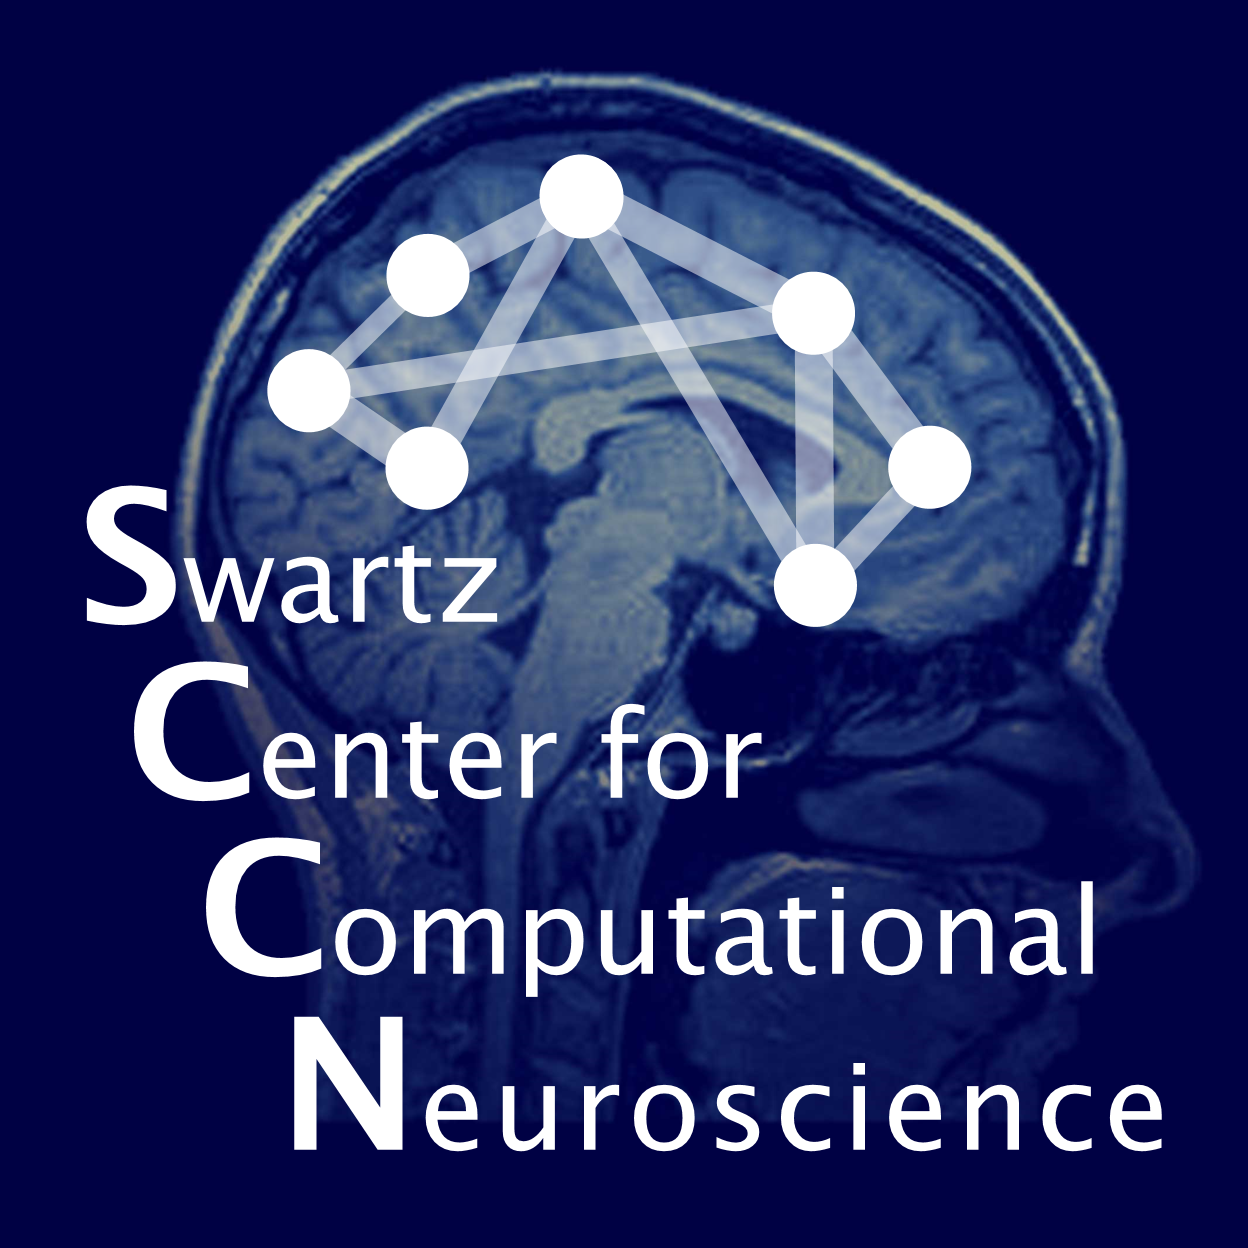 Swartz
Center for
Computational
Neuroscience